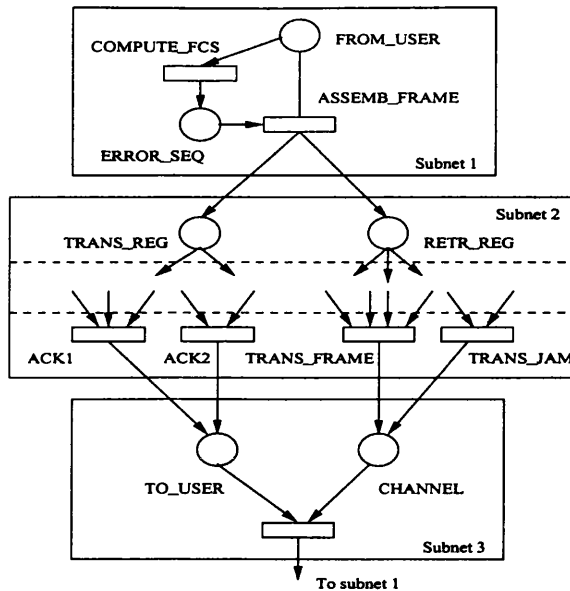 COMPUTE_FCS
FROM_USER
ASSEMB_FRAME
ERROR_SEQ
Subnet 1
Subnet 2
TRANS_REG
RETR_REG
ACK1
ACK2
TRANS_FRAME
TRANS_JAM
TO_USER
CHANNEL
Subnet 3
To subnet 1